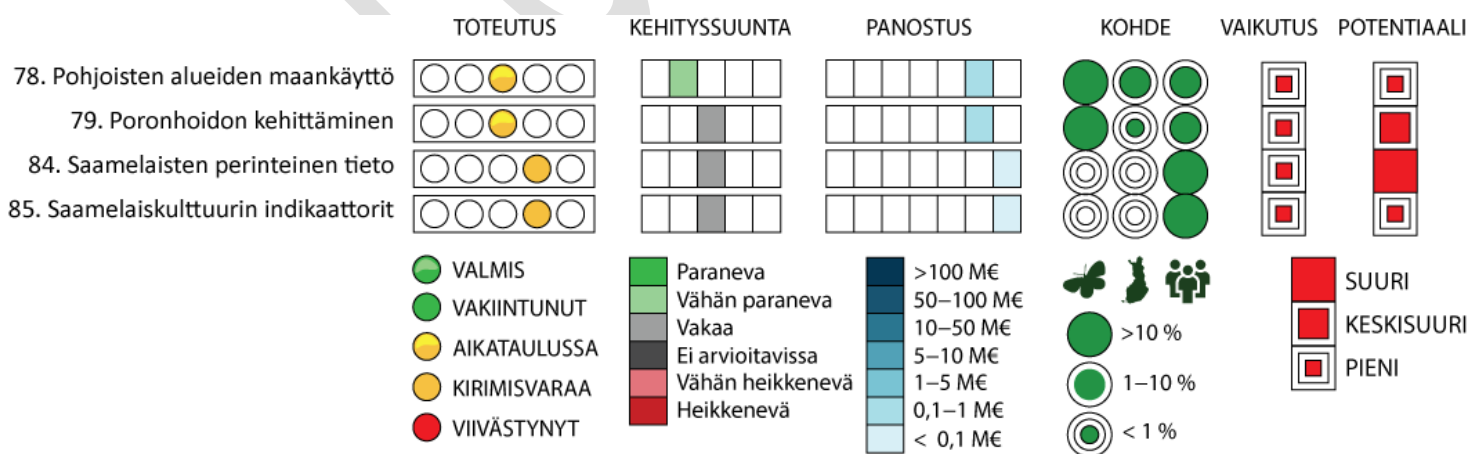 TOTEUTUS KEHITYSSUUNTA PANOSTUS KOHDE VAIKUTUS POTENTIAALI
78. Pohjoisten alueiden maankäyttö
79. Poronhoidon kehittäminen
84. Saamelaisten perinteinen tieto
85. Saamelaiskulttuurin indikaattorit
VALMIS
VAKIINTUNUT
AIKATAULUSSA
KIRIMISVARAA
VIIVÄSTYNYT
Paraneva
Vähän paraneva
Vakaa
Ei arvioitavissa
Vähän heikkenevä
Heikkenevä
>100 M€
50–100 M€
10–50 M€
5–10 M€
1–5 M€
0,1–1 M€
< 0,1 M€
>10 %
1–10 %
< 1 %
SUURI
KESKISUURI
PIENI